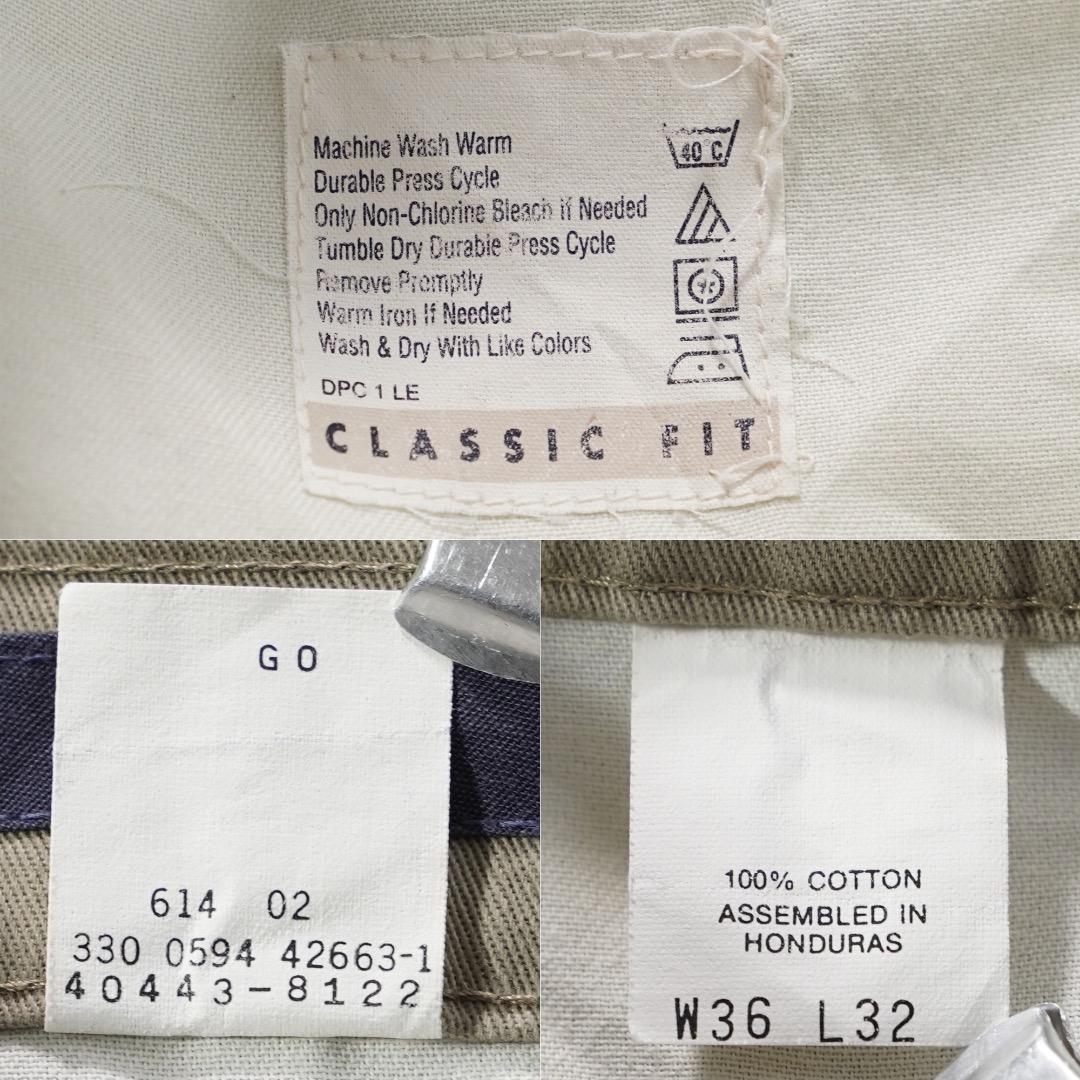 Machine Wash Warm
Durable Press Cycle
Only Non-Chlorine Bleach If Needed
Tumble Dry Durable Press Cycle
Remove Promptly
Warm Iron If Needed
Wash & Dry With Like Colors
40°C
DPC 1 LE
CLASSIC FIT
GO
614 02
330 0594 42663-1
40443-8122
100% COTTON
ASSEMBLED IN
HONDURAS
W36 L32